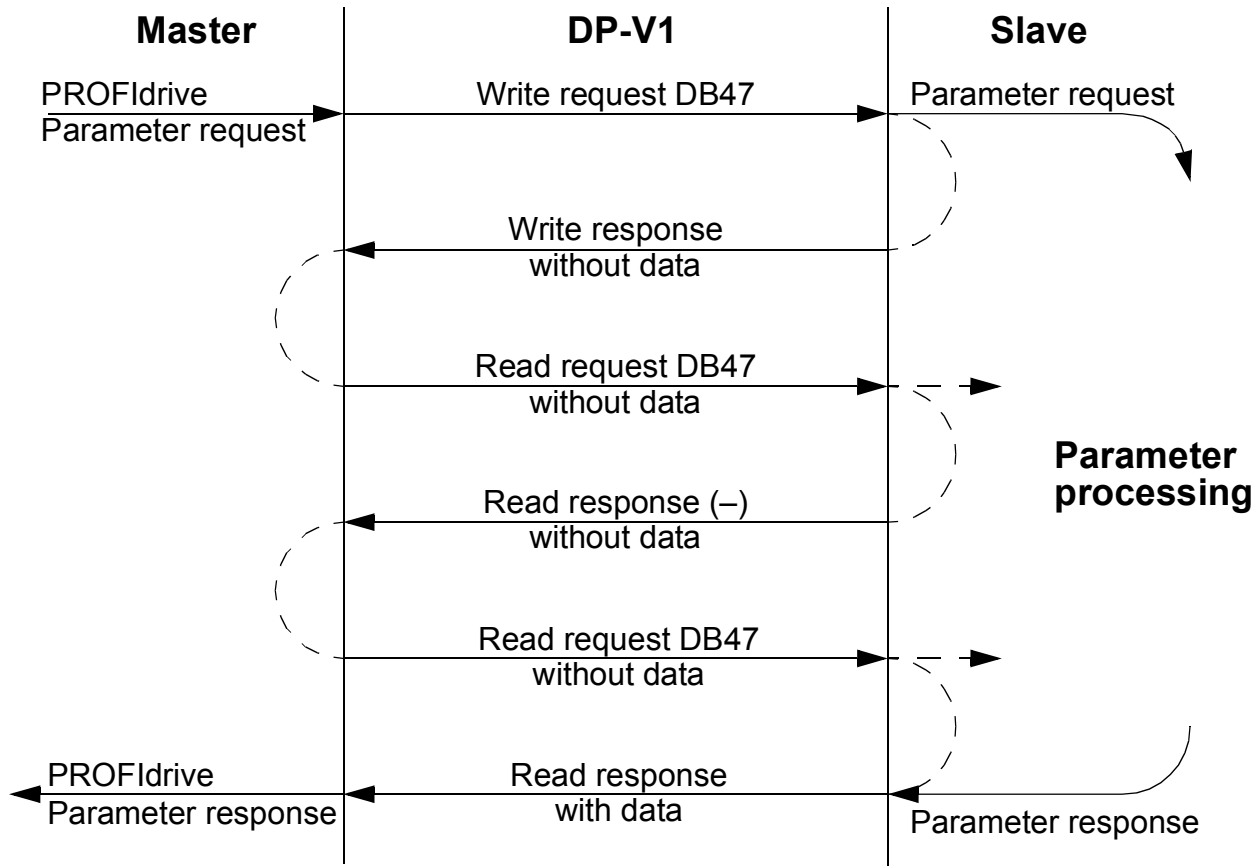 Master
DP-V1
Slave
PROFIdrive
Parameter request
Write request DB47
Parameter request
Write response
without data
Read request DB47
without data
Parameter
processing
Read response (–)
without data
Read request DB47
without data
PROFIdrive
Parameter response
Read response
with data
Parameter response